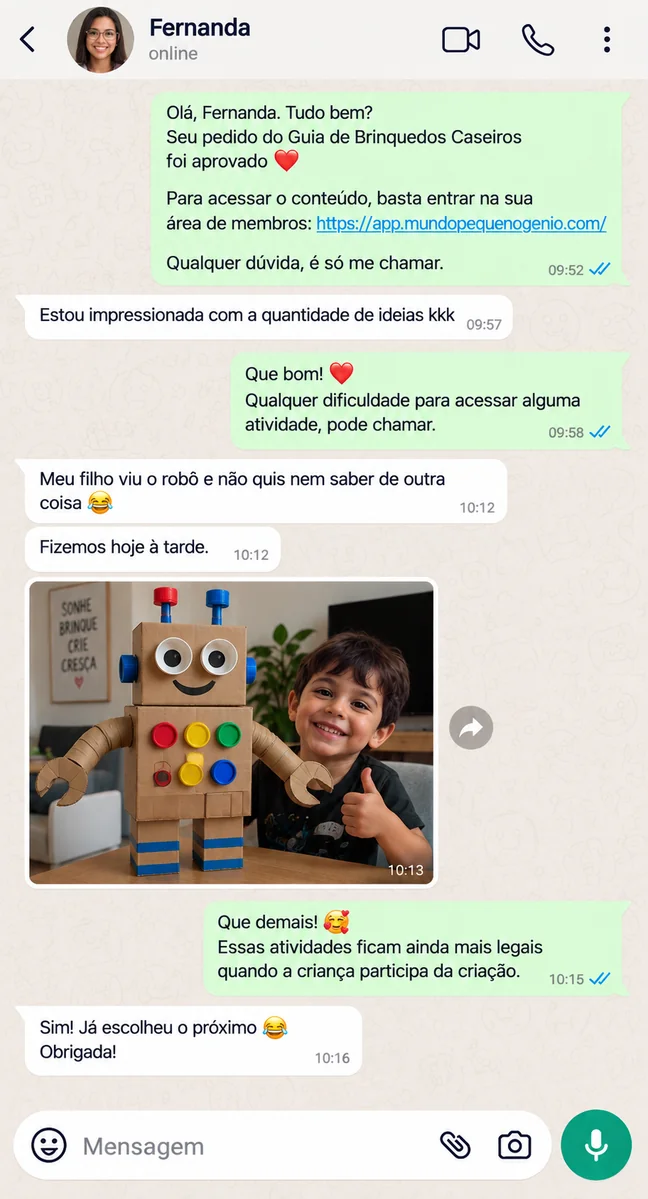 Fernanda
online
Olá, Fernanda. Tudo bem?
Seu pedido do Guia de Brinquedos Caseiros
foi aprovado ❤️
Para acessar o conteúdo, basta entrar na sua
área de membros: https://app.mundopequenogenio.com/
Qualquer dúvida, é só me chamar.
09:52
Estou impressionada com a quantidade de ideias kkk
09:57
Que bom! ❤️
Qualquer dificuldade para acessar alguma
atividade, pode chamar.
09:58
Meu filho viu o robô e não quis nem saber de outra
coisa 😂
10:12
Fizemos hoje à tarde.
10:12
SONHE
BRINQUE
CRIE
CRESÇA
10:13
Que demais! 🥰
Essas atividades ficam ainda mais legais
quando a criança participa da criação.
10:15
Sim! Já escolheu o próximo 😂
Obrigada!
10:16
Mensagem